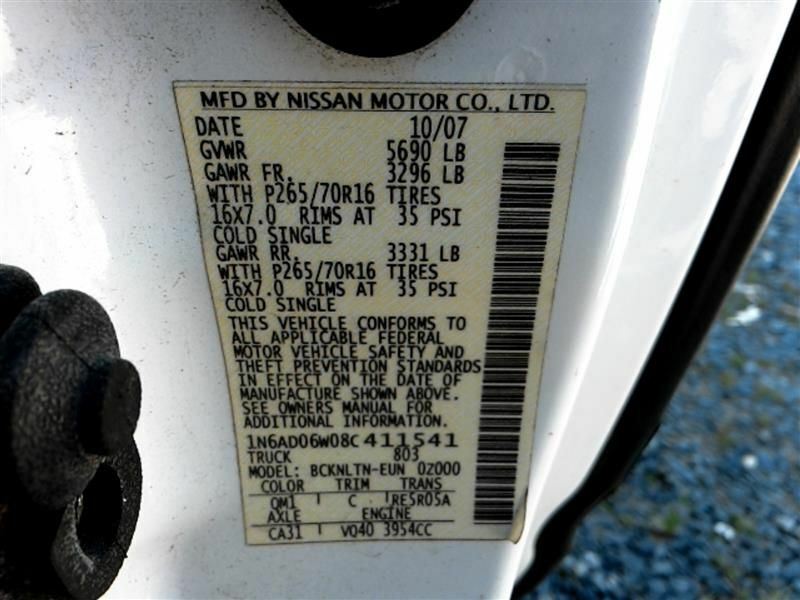 MFD BY NISSAN MOTOR CO., LTD.
DATE 10/07
GVWR 5690 LB
GAWR FR. 3296 LB
WITH P265/70R16 TIRES
16X7.0 RIMS AT 35 PSI
COLD SINGLE
GAWR RR. 3331 LB
WITH P265/70R16 TIRES
16X7.0 RIMS AT 35 PSI
COLD SINGLE
THIS VEHICLE CONFORMS TO
ALL APPLICABLE FEDERAL
MOTOR VEHICLE SAFETY AND
THEFT PREVENTION STANDARDS
IN EFFECT ON THE DATE OF
MANUFACTURE SHOWN ABOVE.
SEE OWNERS MANUAL FOR
ADDITIONAL INFORMATION.
1N6AD06W08C411541
TRUCK 803
MODEL: BCKNLTN-EUN 0Z000
COLOR TRIM TRANS
QM1 C RE5R05A
AXLE ENGINE
CA31 VQ40 3954CC